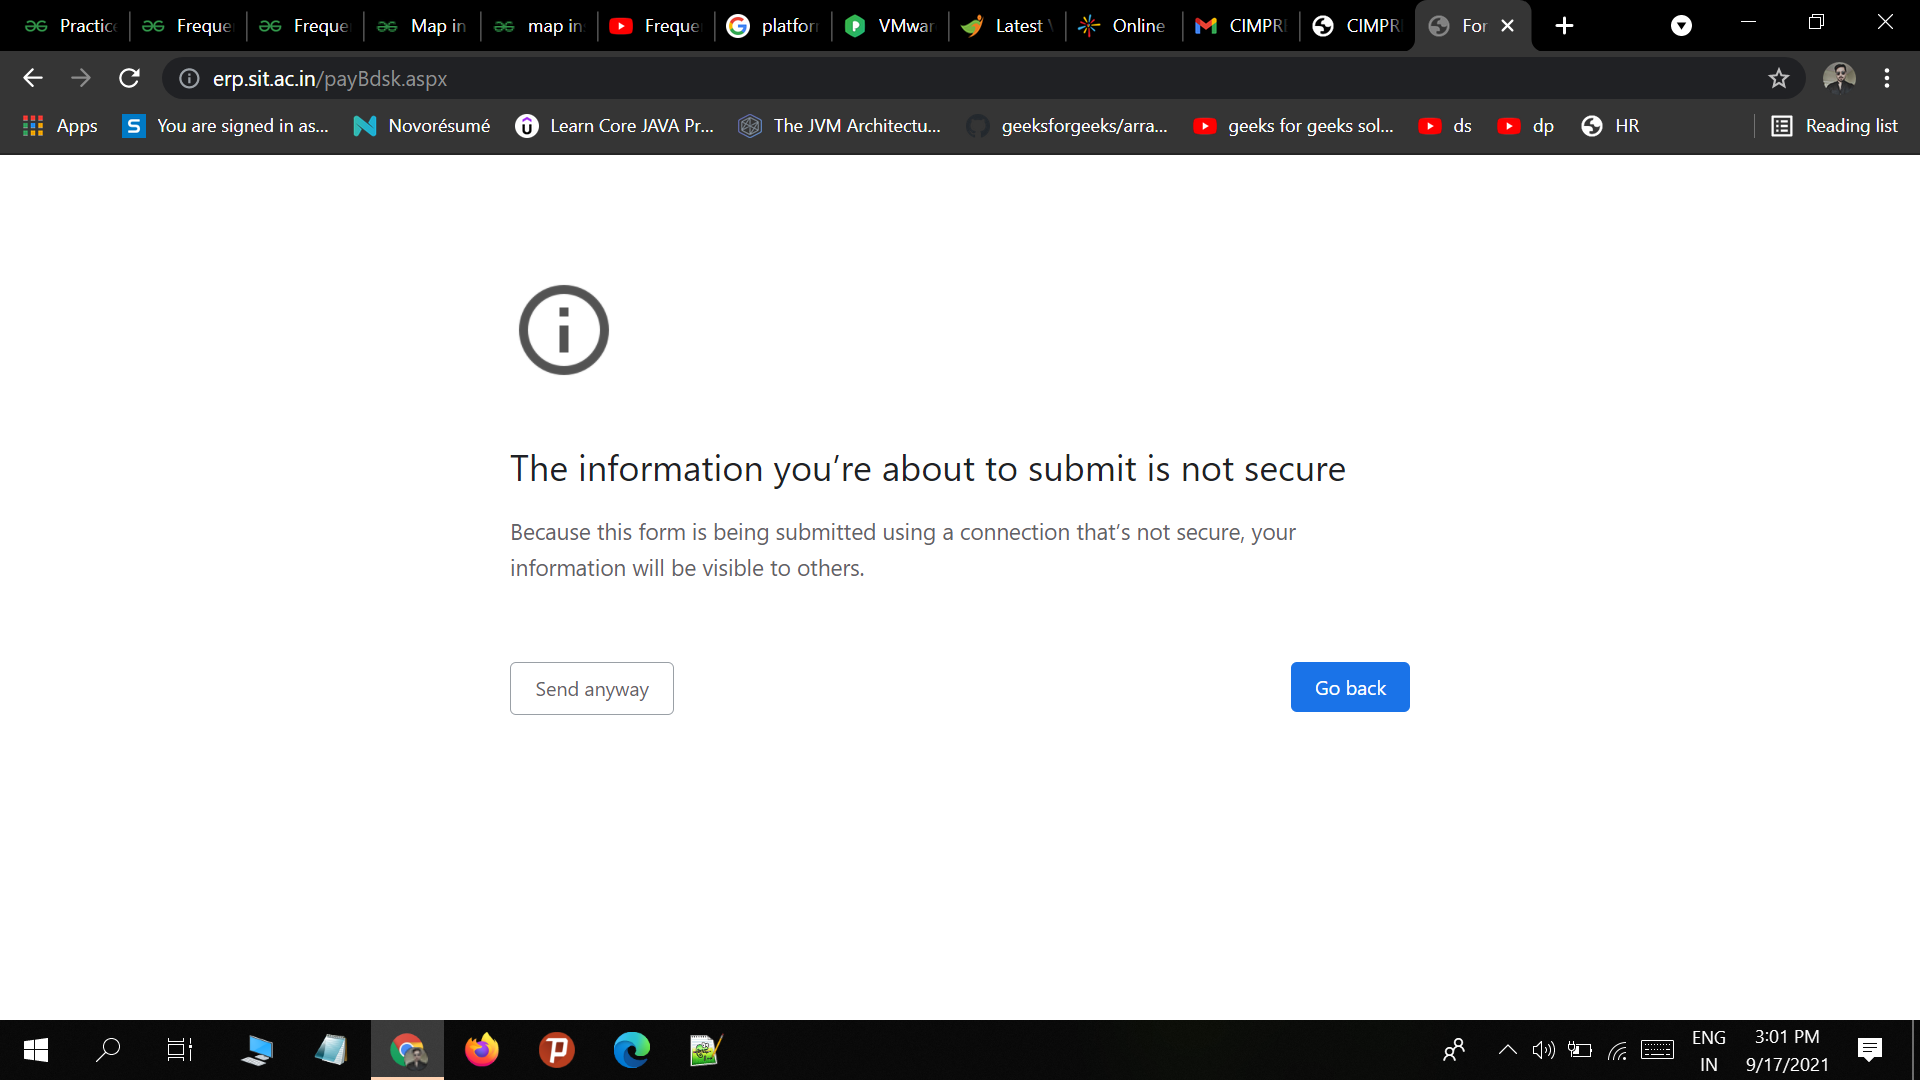 Practice
Freque
Freque
Map in
map in
Freque
platfor
VMwar
Latest
Online
CIMPR
CIMPR
For
erp.sit.ac.in/payBdsk.aspx
Apps
You are signed in as...
Novorésumé
Learn Core JAVA Pr...
The JVM Architectu...
geeksforgeeks/arra...
geeks for geeks sol...
ds
dp
HR
Reading list
The information you’re about to submit is not secure
Because this form is being submitted using a connection that’s not secure, your
information will be visible to others.
Send anyway
Go back
ENG
IN
3:01 PM
9/17/2021